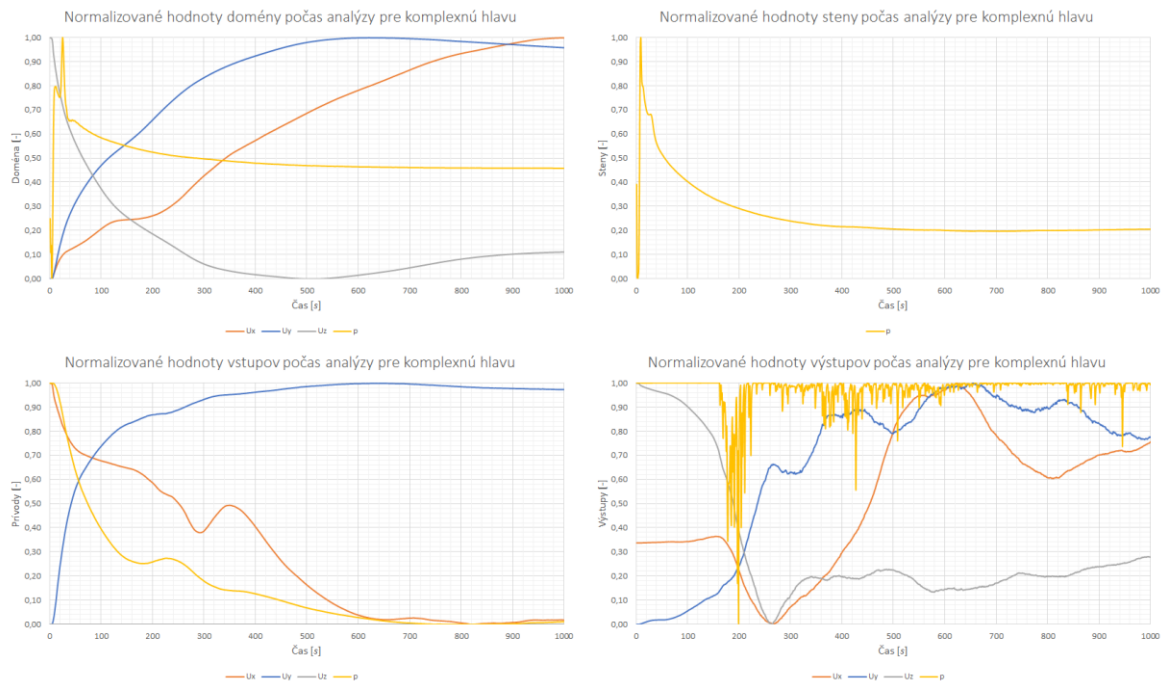 Normalizované hodnoty domény počas analýzy pre komplexnú hlavu
1,00
0,90
0,80
0,70
0,60
0,50
0,40
0,30
0,20
0,10
0,00
Doména [-]
0 100 200 300 400 500 600 700 800 900 1000
Čas [s]
Ux Uy Uz p
Normalizované hodnoty steny počas analýzy pre komplexnú hlavu
1,00
0,90
0,80
0,70
0,60
0,50
0,40
0,30
0,20
0,10
0,00
Steny [-]
0 100 200 300 400 500 600 700 800 900 1000
Čas [s]
p
Normalizované hodnoty vstupov počas analýzy pre komplexnú hlavu
1,00
0,90
0,80
0,70
0,60
0,50
0,40
0,30
0,20
0,10
0,00
Prívody [-]
0 100 200 300 400 500 600 700 800 900 1000
Čas [s]
Ux Uy Uz p
Normalizované hodnoty výstupov počas analýzy pre komplexnú hlavu
1,00
0,90
0,80
0,70
0,60
0,50
0,40
0,30
0,20
0,10
0,00
Výstupy [-]
0 100 200 300 400 500 600 700 800 900 1000
Čas [s]
Ux Uy Uz p